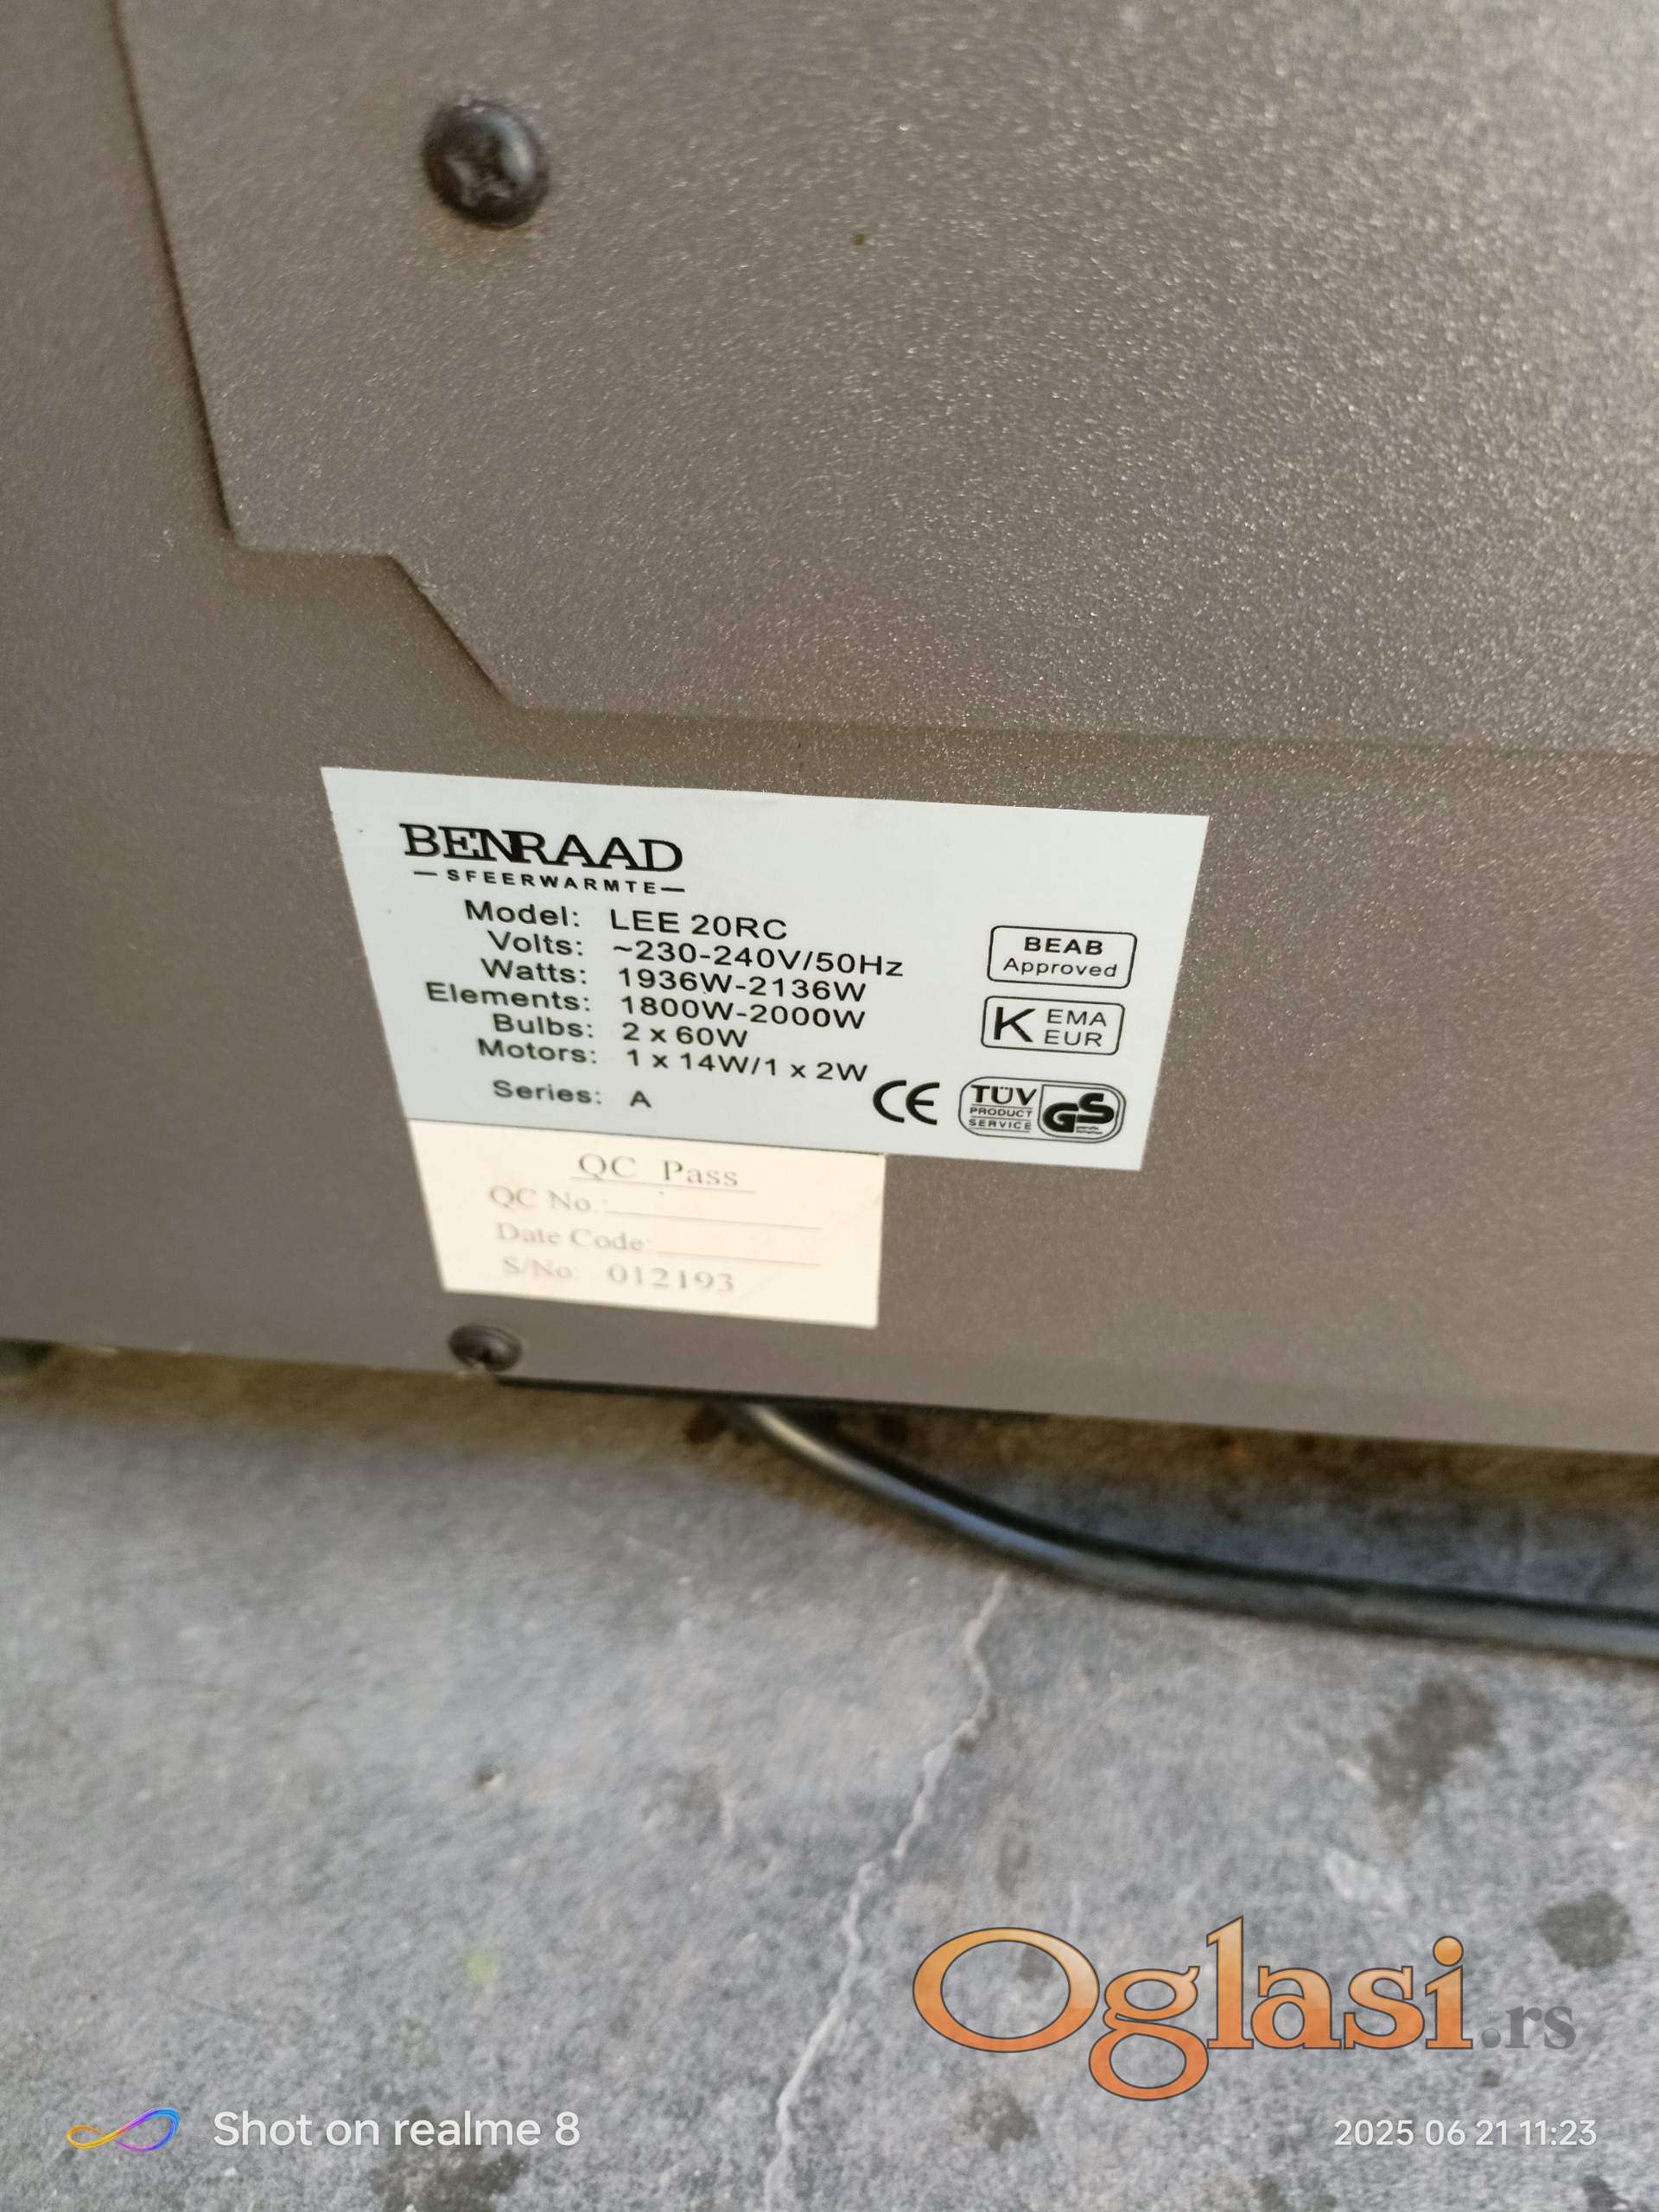 BENRAAD
— SFEERWARMTE —
Model: LEE 20RC
Volts: ~230-240V/50Hz
Watts: 1936W-2136W
Elements: 1800W-2000W
Bulbs: 2 x 60W
Motors: 1 x 14W/1 x 2W
Series: A
BEAB
Approved
KEMA
EUR
CE
TÜV
PRODUCT
SERVICE
GS
QC Pass
QC No.:
Date Code:
S/No: 012193
Oglasi.rs
Shot on realme 8
2025 06 21 11:23